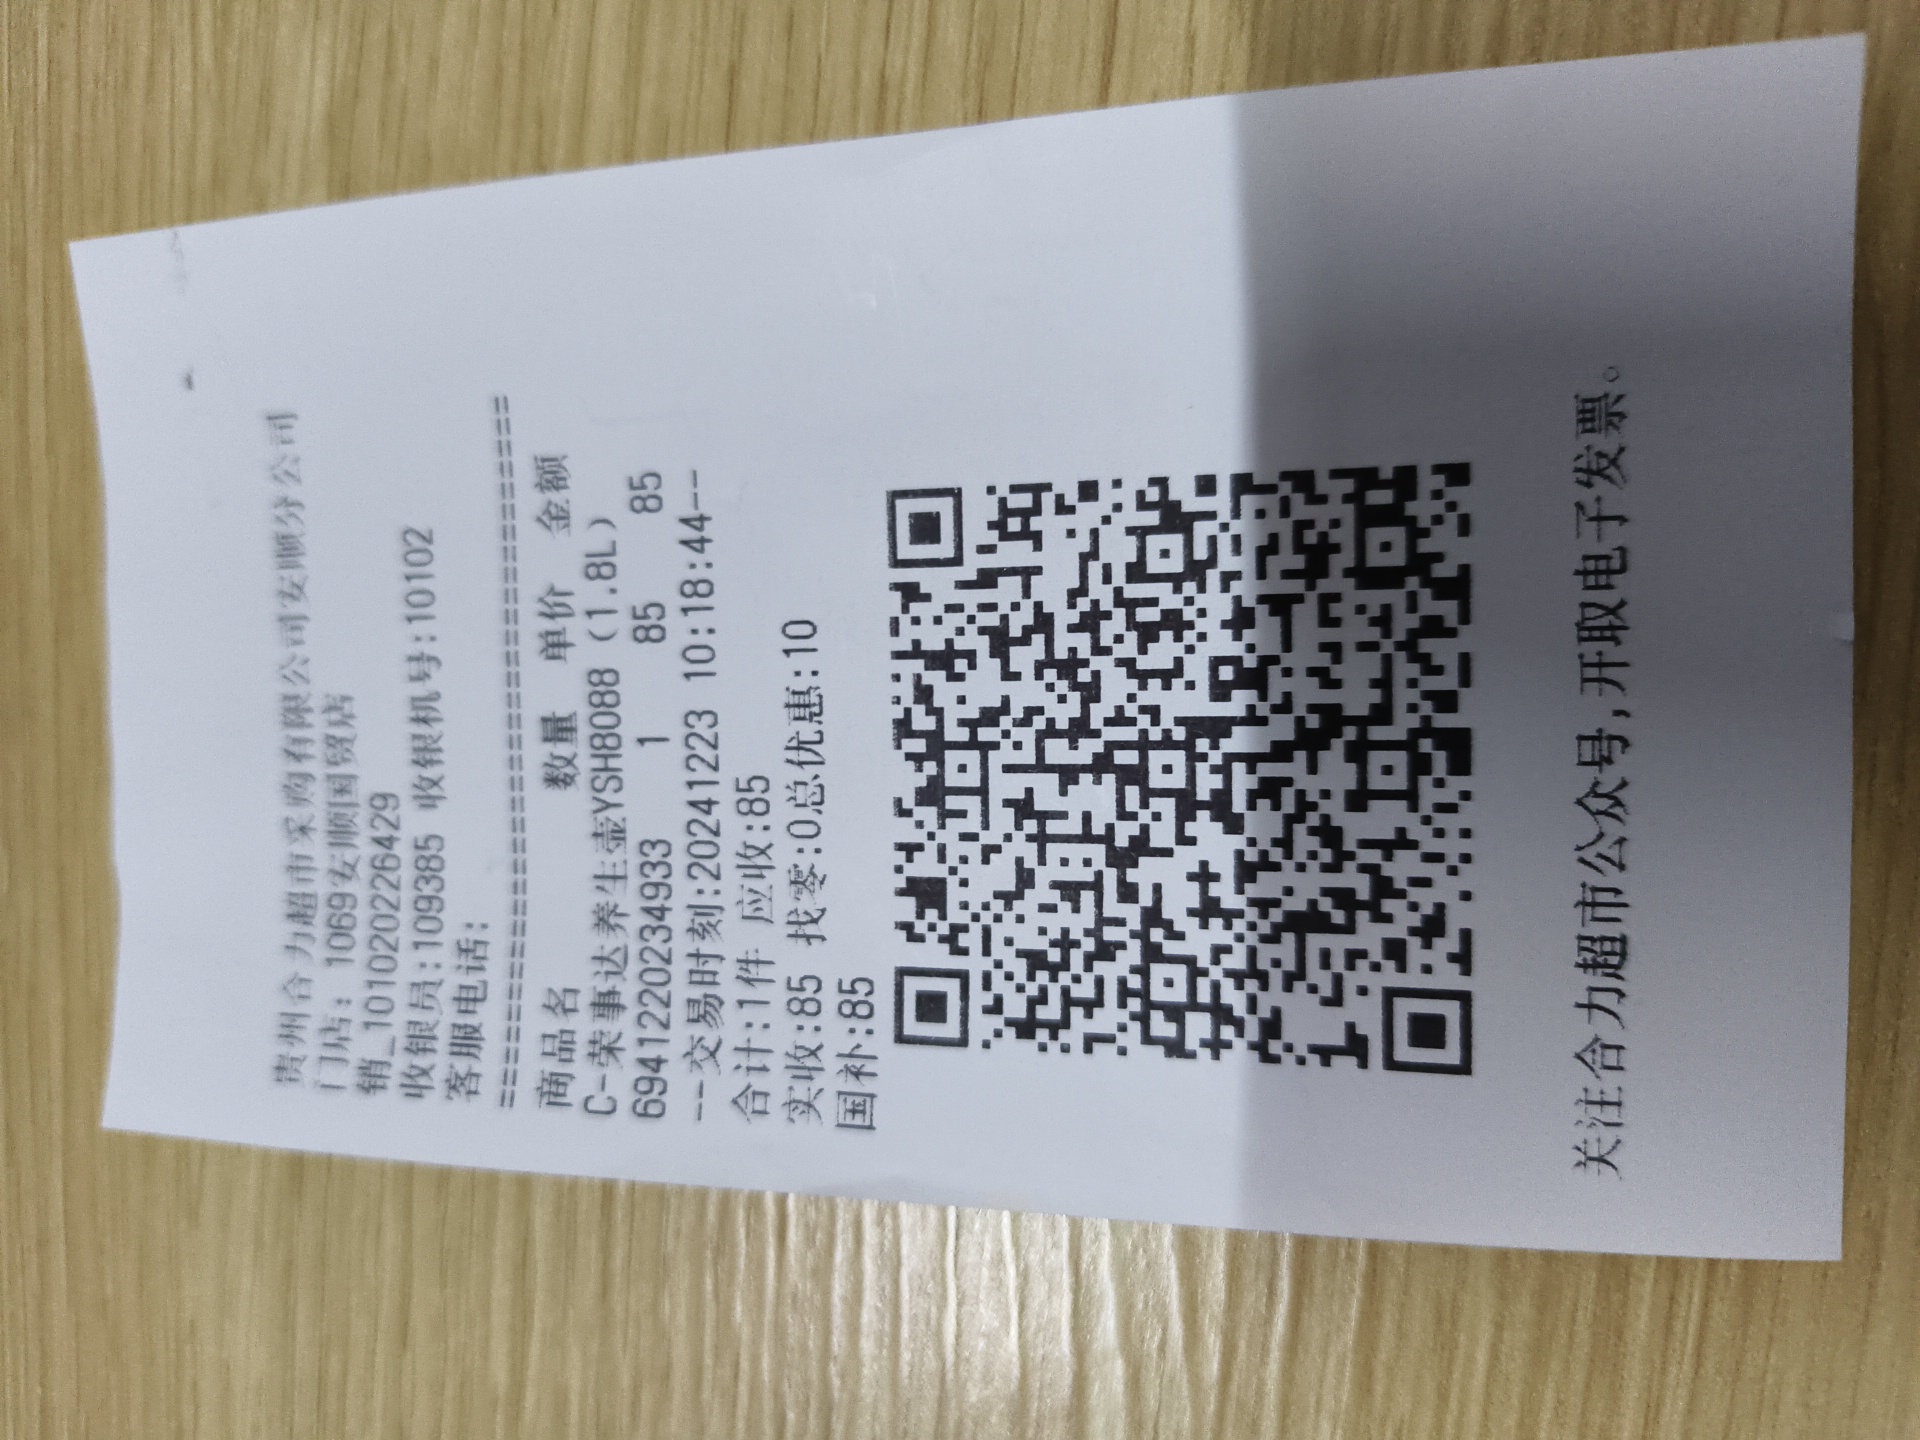 贵州合力超市采购有限公司安顺分公司
门店: 1069安顺国贸店
销_1010202226429
收银员:109385 收银机号:10102
客服电话:
======================================
商品名 数量 单价 金额
C-荣事达养生壶YSH8088 (1.8L)
6941220234933 1 85 85
--交易时刻:20241223 10:18:44--
合计:1件 应收:85
实收:85 找零:0总优惠:10
国补:85
关注合力超市公众号,开取电子发票。